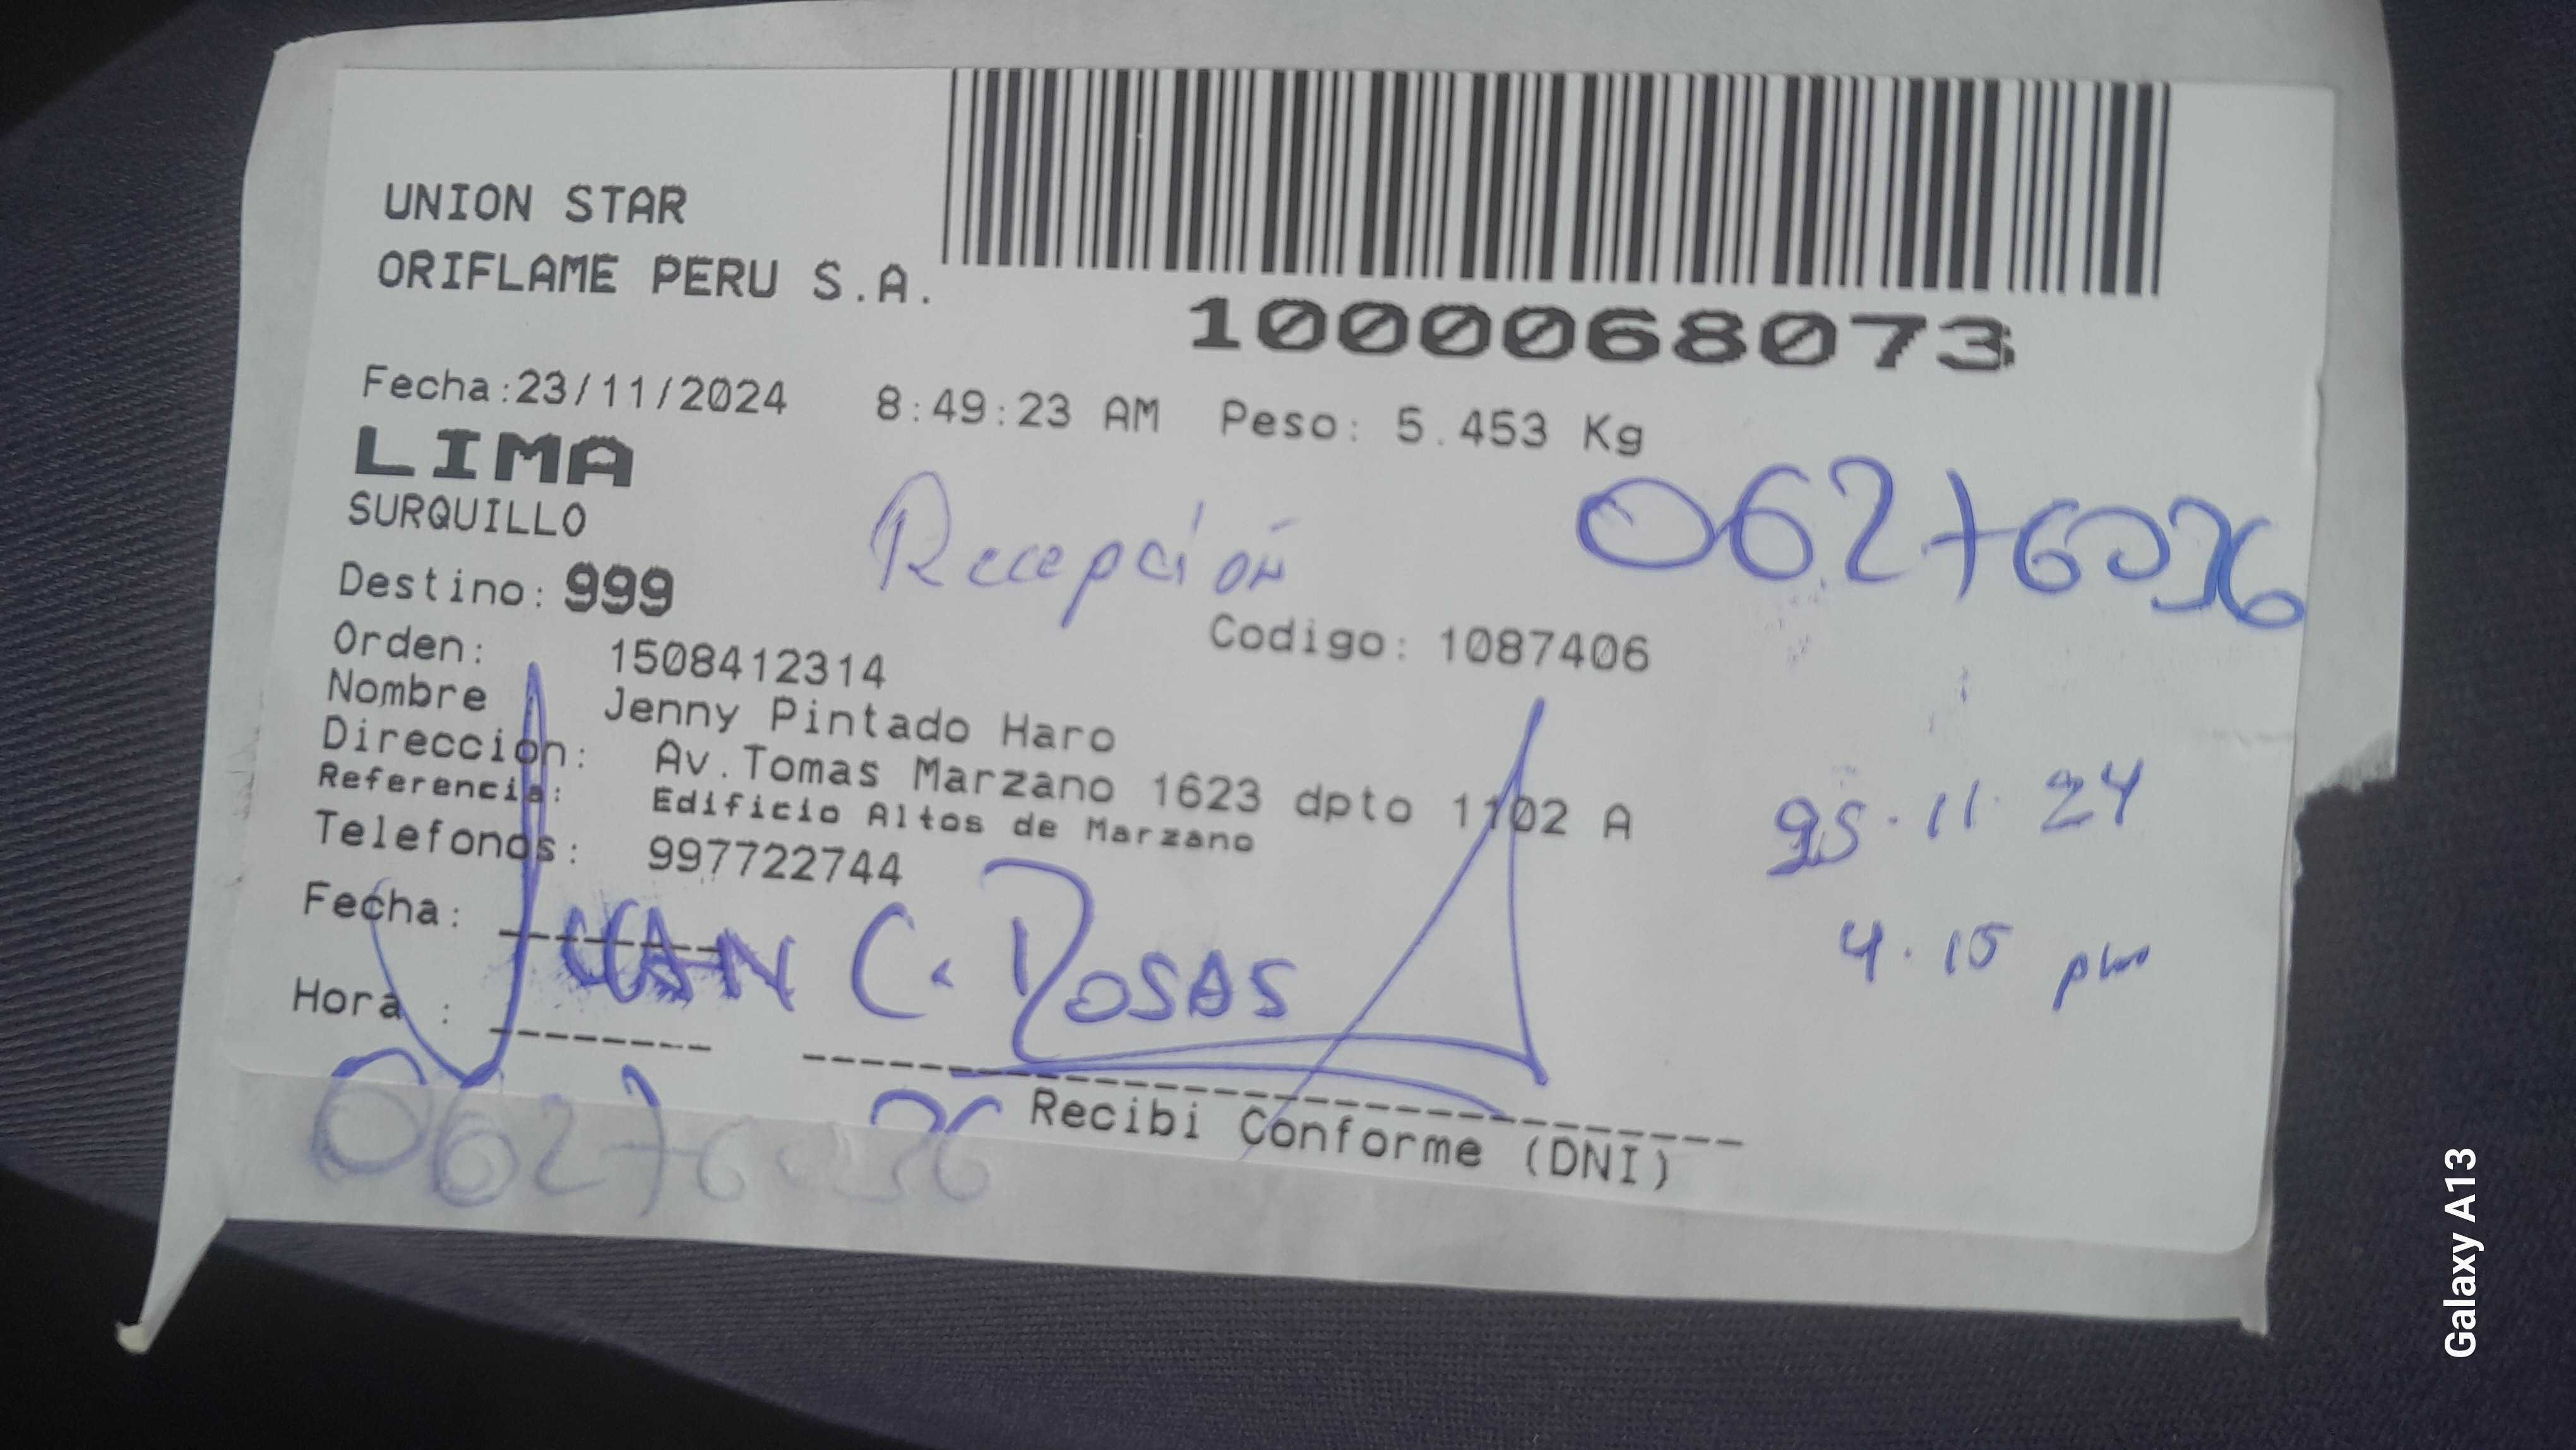 UNION STAR
ORIFLAME PERU S.A.
1000068073
Fecha:23/11/2024 8:49:23 AM Peso: 5.453 Kg
LIMA
SURQUILLO
Recepción
06276036
Destino: 999
Codigo: 1087406
Orden: 1508412314
Nombre Jenny Pintado Haro
Direcciòn: Av.Tomas Marzano 1623 dpto 1102 A
Referencia: Edificio Altos de Marzano
Telefonos: 997722744
25.11.24
4.15 pm
Fecha:
JUAN C. ROSAS
Hora :
06276036
Recibi Conforme (DNI)
Galaxy A13